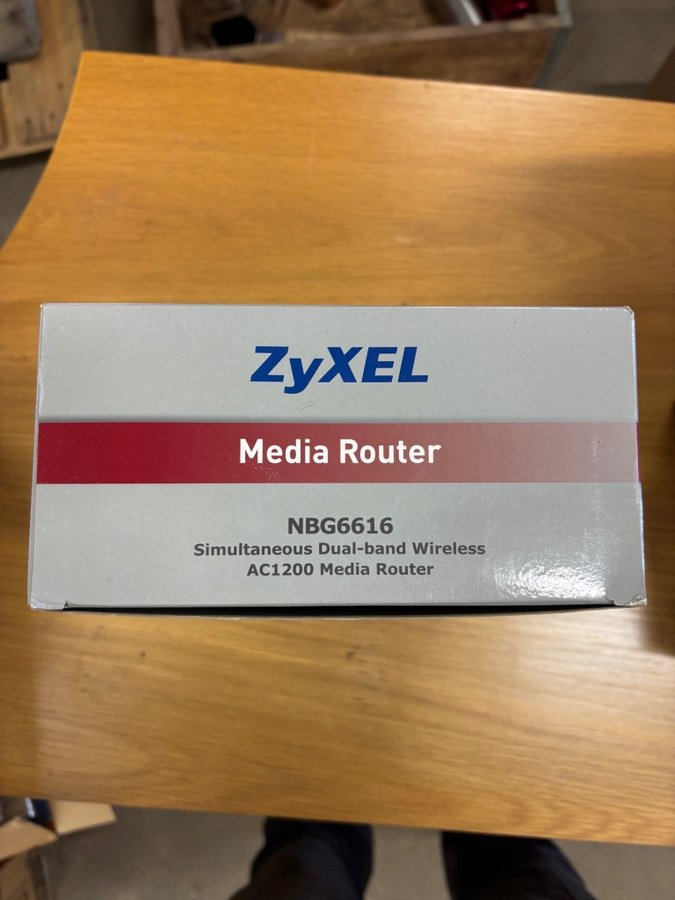 ZyXEL
Media Router
NBG6616
Simultaneous Dual-band Wireless
AC1200 Media Router